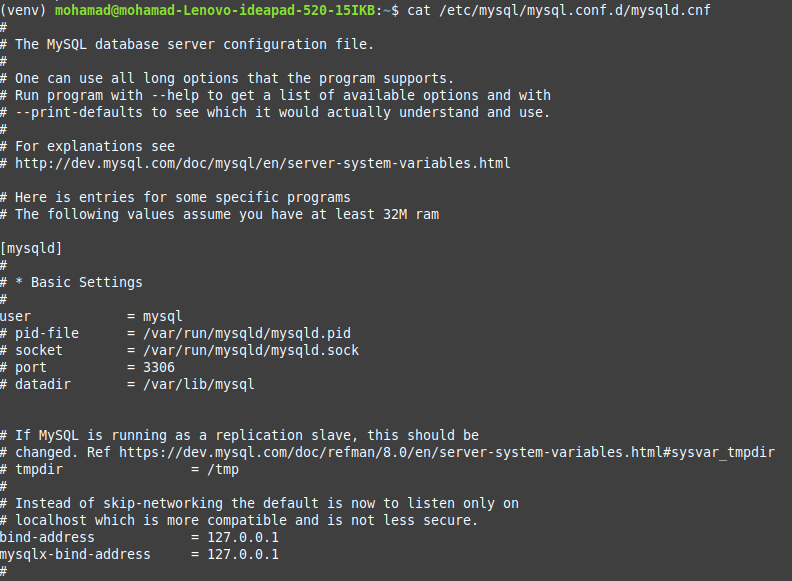 (venv) mohamad@mohamad-Lenovo-ideapad-520-15IKB:~$ cat /etc/mysql/mysql.conf.d/mysqld.cnf
#
# The MySQL database server configuration file.
#
# One can use all long options that the program supports.
# Run program with --help to get a list of available options and with
# --print-defaults to see which it would actually understand and use.
#
# For explanations see
# http://dev.mysql.com/doc/mysql/en/server-system-variables.html

# Here is entries for some specific programs
# The following values assume you have at least 32M ram

[mysqld]
#
# * Basic Settings
#
user            = mysql
# pid-file      = /var/run/mysqld/mysqld.pid
# socket        = /var/run/mysqld/mysqld.sock
# port          = 3306
# datadir       = /var/lib/mysql


# If MySQL is running as a replication slave, this should be
# changed. Ref https://dev.mysql.com/doc/refman/8.0/en/server-system-variables.html#sysvar_tmpdir
# tmpdir                = /tmp
#
# Instead of skip-networking the default is now to listen only on
# localhost which is more compatible and is not less secure.
bind-address            = 127.0.0.1
mysqlx-bind-address     = 127.0.0.1
#